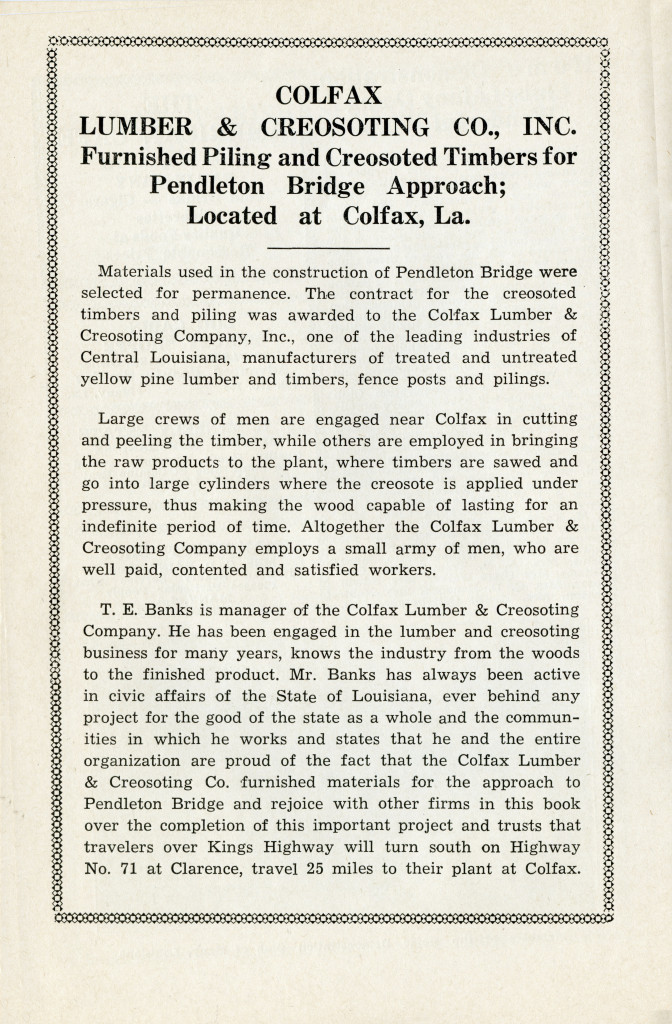 COLFAX
LUMBER & CREOSOTING CO., INC.
Furnished Piling and Creosoted Timbers for
Pendleton Bridge Approach;
Located at Colfax, La.
Materials used in the construction of Pendleton Bridge were
selected for permanence. The contract for the creosoted
timbers and piling was awarded to the Colfax Lumber &
Creosoting Company, Inc., one of the leading industries of
Central Louisiana, manufacturers of treated and untreated
yellow pine lumber and timbers, fence posts and pilings.
Large crews of men are engaged near Colfax in cutting
and peeling the timber, while others are employed in bringing
the raw products to the plant, where timbers are sawed and
go into large cylinders where the creosote is applied under
pressure, thus making the wood capable of lasting for an
indefinite period of time. Altogether the Colfax Lumber &
Creosoting Company employs a small army of men, who are
well paid, contented and satisfied workers.
T. E. Banks is manager of the Colfax Lumber & Creosoting
Company. He has been engaged in the lumber and creosoting
business for many years, knows the industry from the woods
to the finished product. Mr. Banks has always been active
in civic affairs of the State of Louisiana, ever behind any
project for the good of the state as a whole and the commun-
ities in which he works and states that he and the entire
organization are proud of the fact that the Colfax Lumber
& Creosoting Co. furnished materials for the approach to
Pendleton Bridge and rejoice with other firms in this book
over the completion of this important project and trusts that
travelers over Kings Highway will turn south on Highway
No. 71 at Clarence, travel 25 miles to their plant at Colfax.